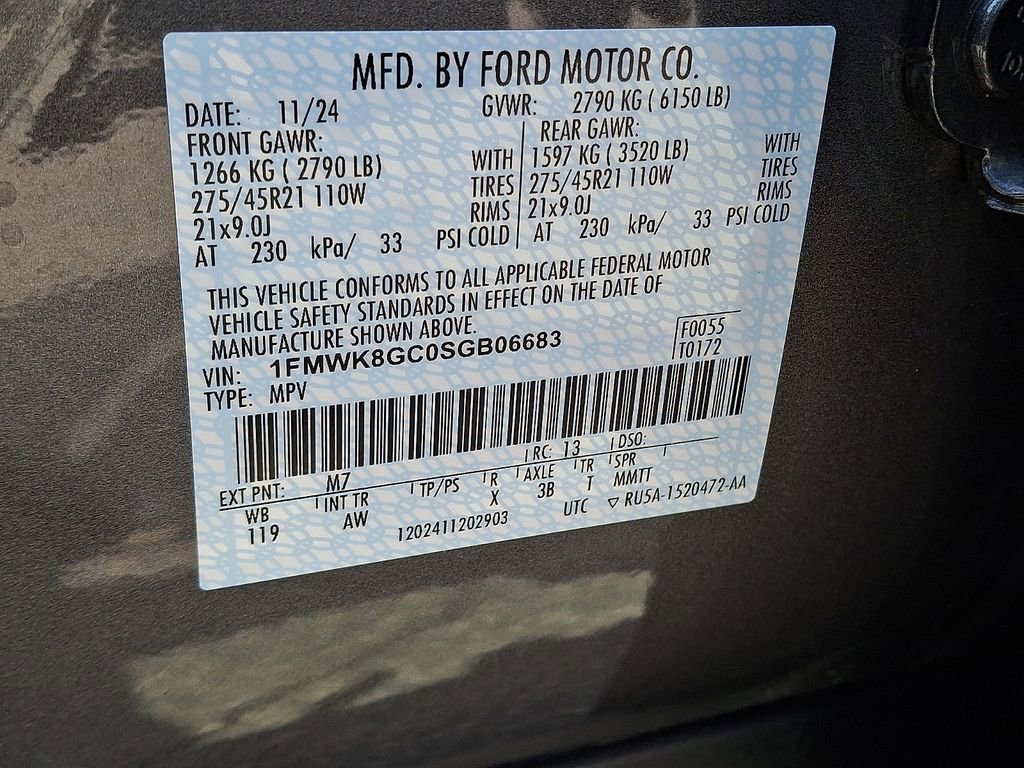 MFD. BY FORD MOTOR CO.
DATE: 11/24 GVWR: 2790 KG ( 6150 LB)
FRONT GAWR:
1266 KG ( 2790 LB) WITH
275/45R21 110W TIRES
21x9.0J RIMS
AT 230 kPa/ 33 PSI COLD
REAR GAWR:
1597 KG ( 3520 LB) WITH
275/45R21 110W TIRES
21x9.0J RIMS
AT 230 kPa/ 33 PSI COLD
THIS VEHICLE CONFORMS TO ALL APPLICABLE FEDERAL MOTOR
VEHICLE SAFETY STANDARDS IN EFFECT ON THE DATE OF
MANUFACTURE SHOWN ABOVE.
VIN: 1FMWK8GC0SGB06683
F0055
T0172
TYPE: MPV
EXT PNT: M7 RC: 13 DSO:
WB INT TR TP/PS R AXLE TR SPR
119 AW X 3B T MMTT
1202411202903 UTC ▽ RU5A-1520472-AA